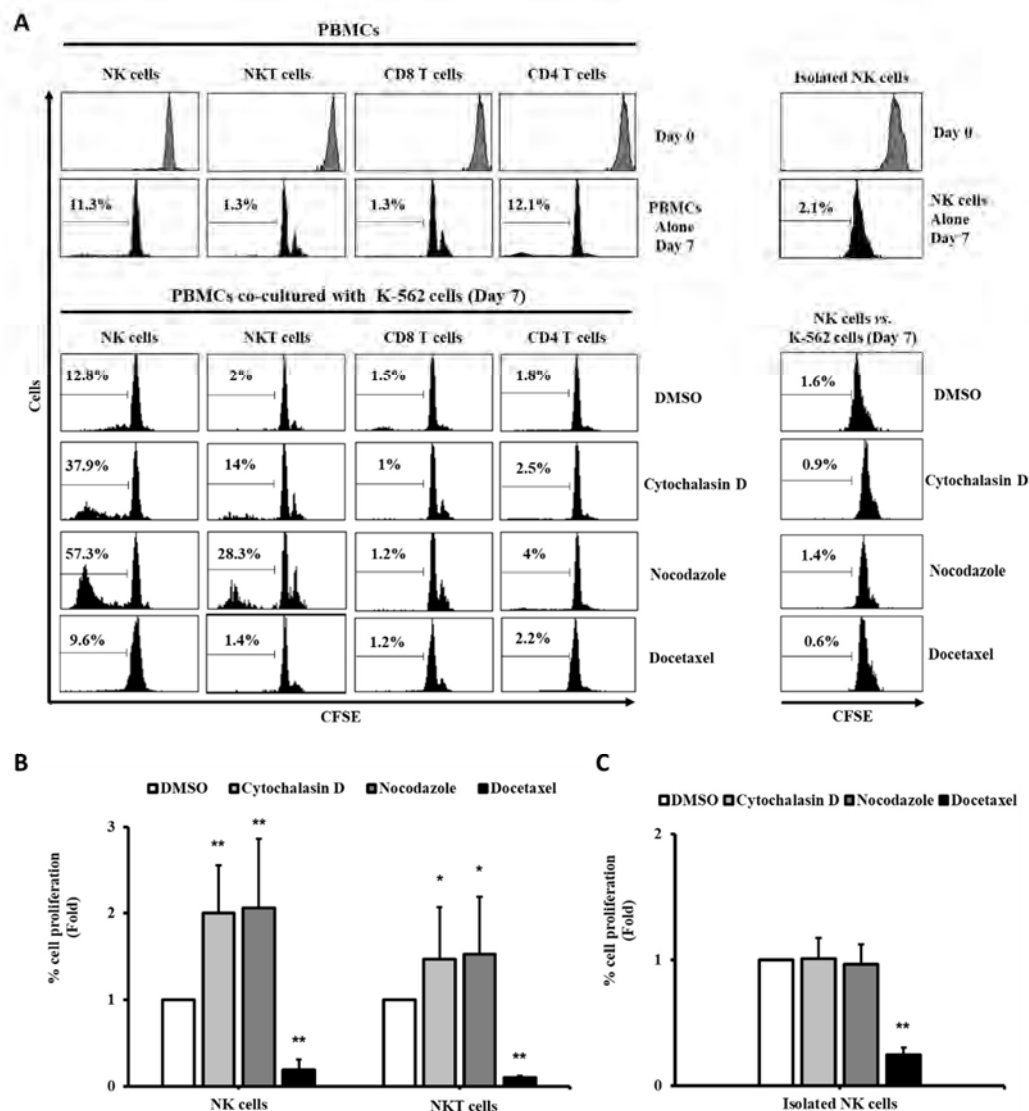 A
PBMCs
NK cells NKT cells CD8 T cells CD4 T cells
Isolated NK cells
Day 0
Day 0
11.3% 1.3% 1.3% 12.1%
PBMCs
Alone
Day 7
2.1%
NK cells
Alone
Day 7
PBMCs co-cultured with K-562 cells (Day 7)
NK cells NKT cells CD8 T cells CD4 T cells
NK cells vs.
K-562 cells (Day 7)
Cells
12.8% 2% 1.5% 1.8% DMSO 1.6% DMSO
37.9% 14% 1% 2.5% Cytochalasin D 0.9% Cytochalasin D
57.3% 28.3% 1.2% 4% Nocodazole 1.4% Nocodazole
9.6% 1.4% 1.2% 2.2% Docetaxel 0.6% Docetaxel
CFSE CFSE
B
DMSO Cytochalasin D Nocodazole Docetaxel
% cell proliferation
(Fold)
3
2
1
0
** ** **
* * **
NK cells NKT cells
C
DMSO Cytochalasin D Nocodazole Docetaxel
% cell proliferation
(Fold)
2
1
0
**
Isolated NK cells